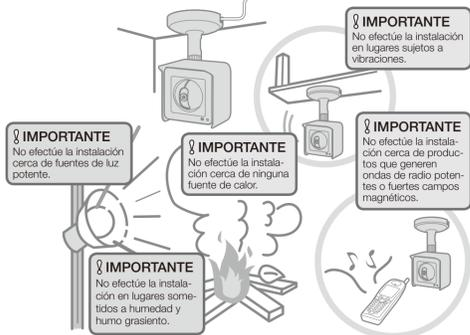 IMPORTANTE
No efectúe la instalación
en lugares sujetos a
vibraciones.
IMPORTANTE
No efectúe la instalación
cerca de fuentes de luz
potente.
IMPORTANTE
No efectúe la instala-
ción cerca de ninguna
fuente de calor.
IMPORTANTE
No efectúe la instala-
ción cerca de produc-
tos que generen
ondas de radio poten-
tes o fuertes campos
magnéticos.
IMPORTANTE
No efectúe la instala-
ción en lugares some-
tidos a humedad y
humo grasiento.